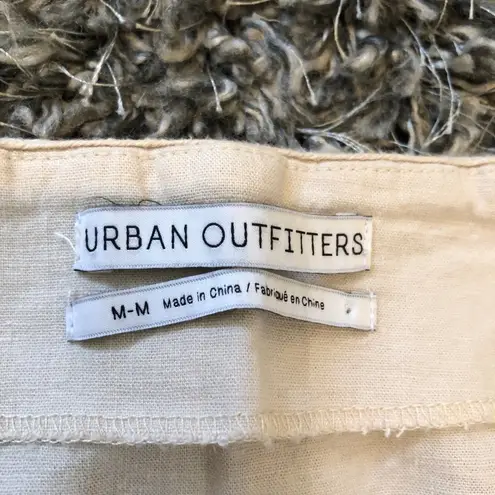 URBAN OUTFITTERS
M-M Made in China / Fabriqué en Chine